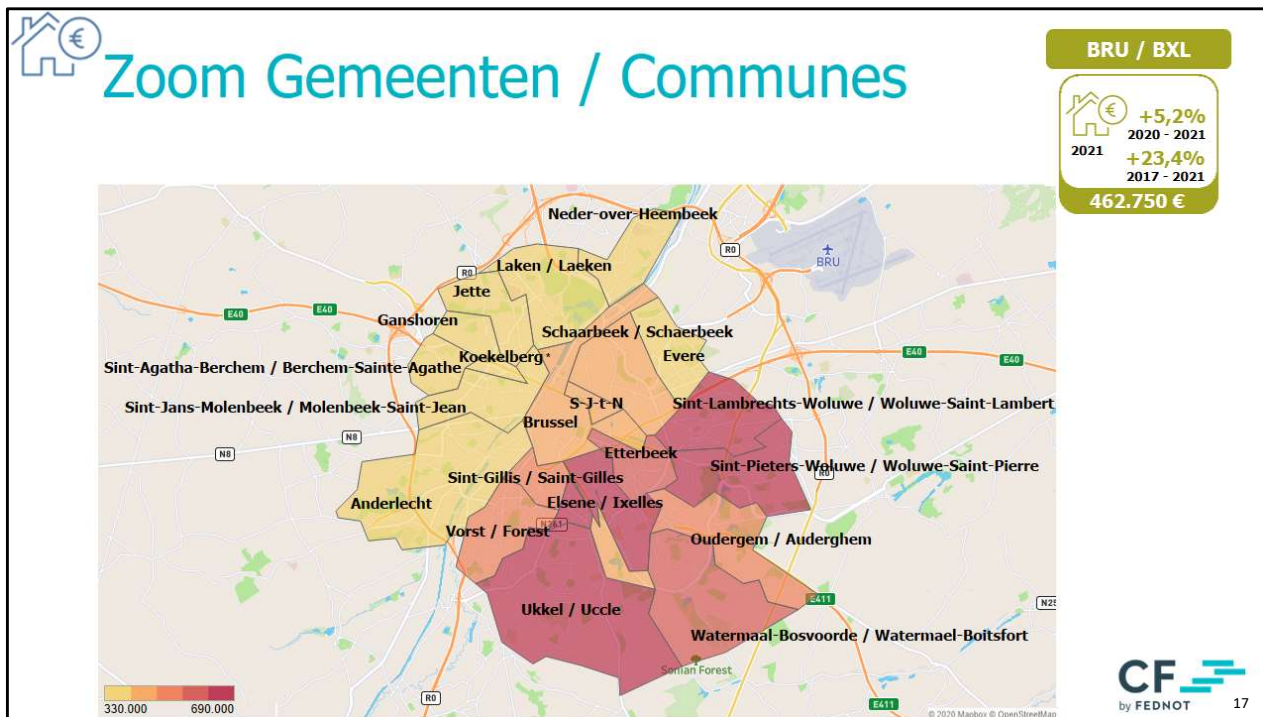 Zoom Gemeenten / Communes
BRU / BXL
+5,2%
2020 - 2021
2021
+23,4%
2017 - 2021
462.750 €
Neder-over-Heembeek
R0
BRU
Laken / Laeken
R0
Jette
E40
E40
Ganshoren
Schaarbeek / Schaerbeek
Koekelberg*
Evere
E40
E40
Sint-Agatha-Berchem / Berchem-Sainte-Agathe
S-J-t-N
Sint-Lambrechts-Woluwe / Woluwe-Saint-Lambert
Sint-Jans-Molenbeek / Molenbeek-Saint-Jean
Brussel
N8
N8
Etterbeek
Sint-Pieters-Woluwe / Woluwe-Saint-Pierre
R0
Sint-Gillis / Saint-Gilles
Anderlecht
Elsene / Ixelles
Vorst / Forest
N261
Oudergem / Auderghem
E411
N25
Ukkel / Uccle
Watermaal-Bosvoorde / Watermael-Boitsfort
Sonian Forest
330.000
690.000
R0
E411
© 2020 Mapbox © OpenStreetMap
CF
by FEDNOT
17